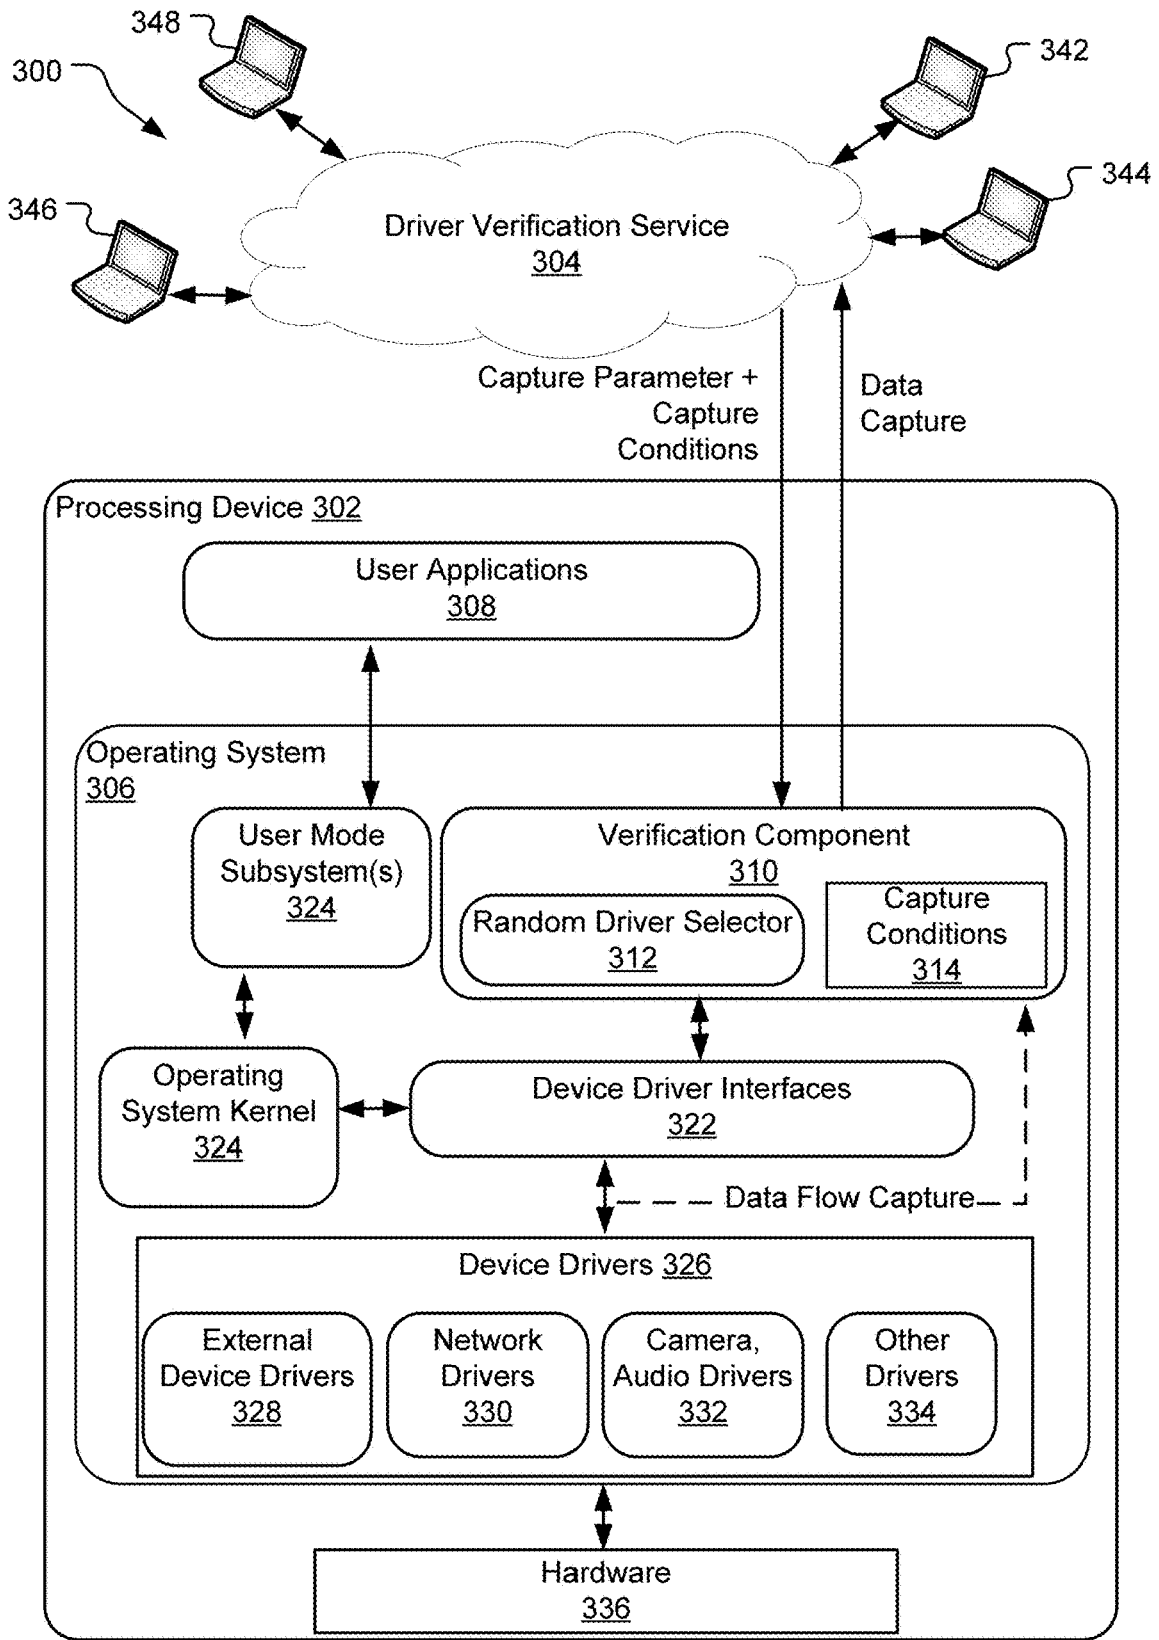 348
342
300
344
346
Driver Verification Service
304
Capture Parameter +
Capture
Conditions
Data
Capture
Processing Device 302
User Applications
308
Operating System
306
User Mode
Subsystem(s)
324
Verification Component
310
Random Driver Selector
312
Capture
Conditions
314
Operating
System Kernel
324
Device Driver Interfaces
322
Data Flow Capture
Device Drivers 326
External
Device Drivers
328
Network
Drivers
330
Camera,
Audio Drivers
332
Other
Drivers
334
Hardware
336